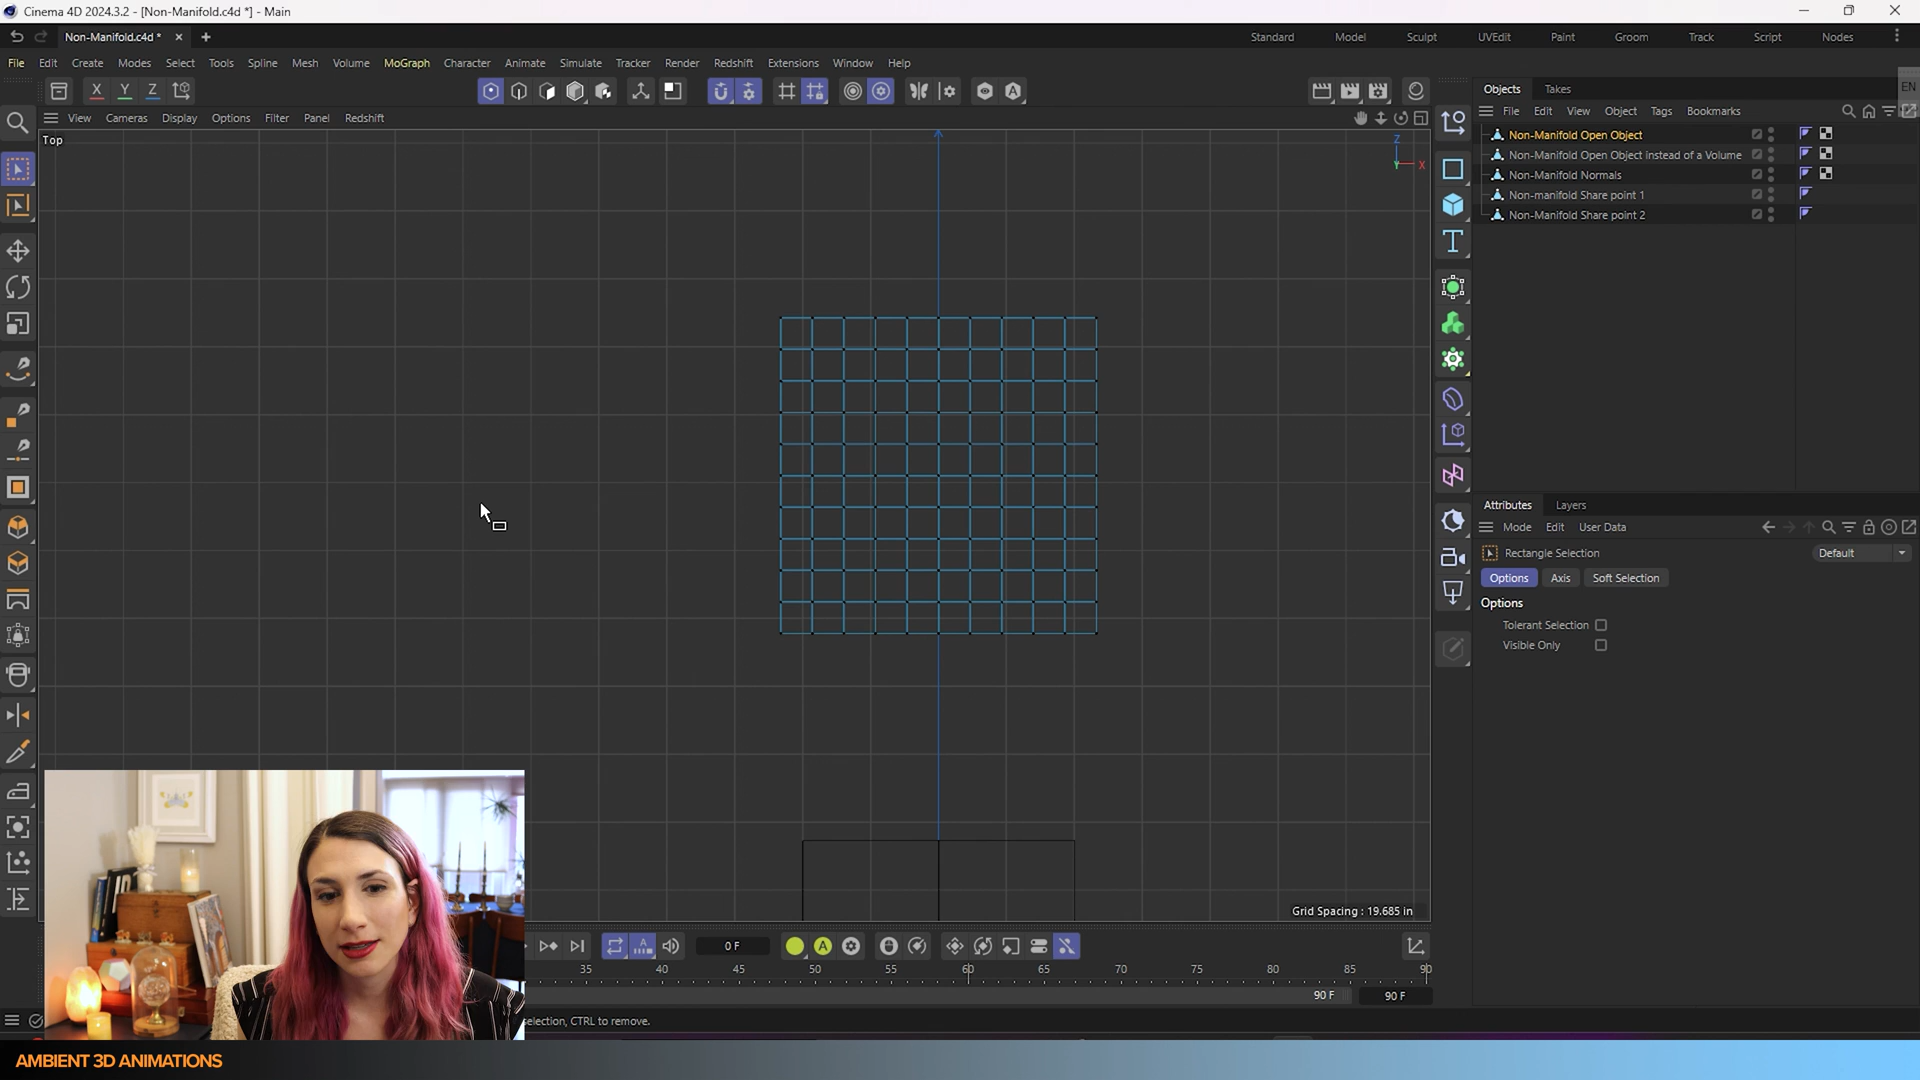 Cinema 4D 2024.3.2 - [Non-Manifold.c4d *] - Main
Non-Manifold.c4d *
Standard Model Sculpt UVEdit Paint Groom Track Script Nodes
File Edit Create Modes Select Tools Spline Mesh Volume MoGraph Character Animate Simulate Tracker Render Redshift Extensions Window Help
X Y Z
Objects Takes
EN
File Edit View Object Tags Bookmarks
View Cameras Display Options Filter Panel Redshift
Top
Z
X
Y
Non-Manifold Open Object
Non-Manifold Open Object instead of a Volume
Non-Manifold Normals
Non-manifold Share point 1
Non-Manifold Share point 2
Attributes Layers
Mode Edit User Data
Rectangle Selection Default
Options Axis Soft Selection
Options
Tolerant Selection
Visible Only
Grid Spacing : 19.685 in
0 F
35 40 45 50 55 60 65 70 75 80 85 90
90 F 90 F
election, CTRL to remove.
AMBIENT 3D ANIMATIONS